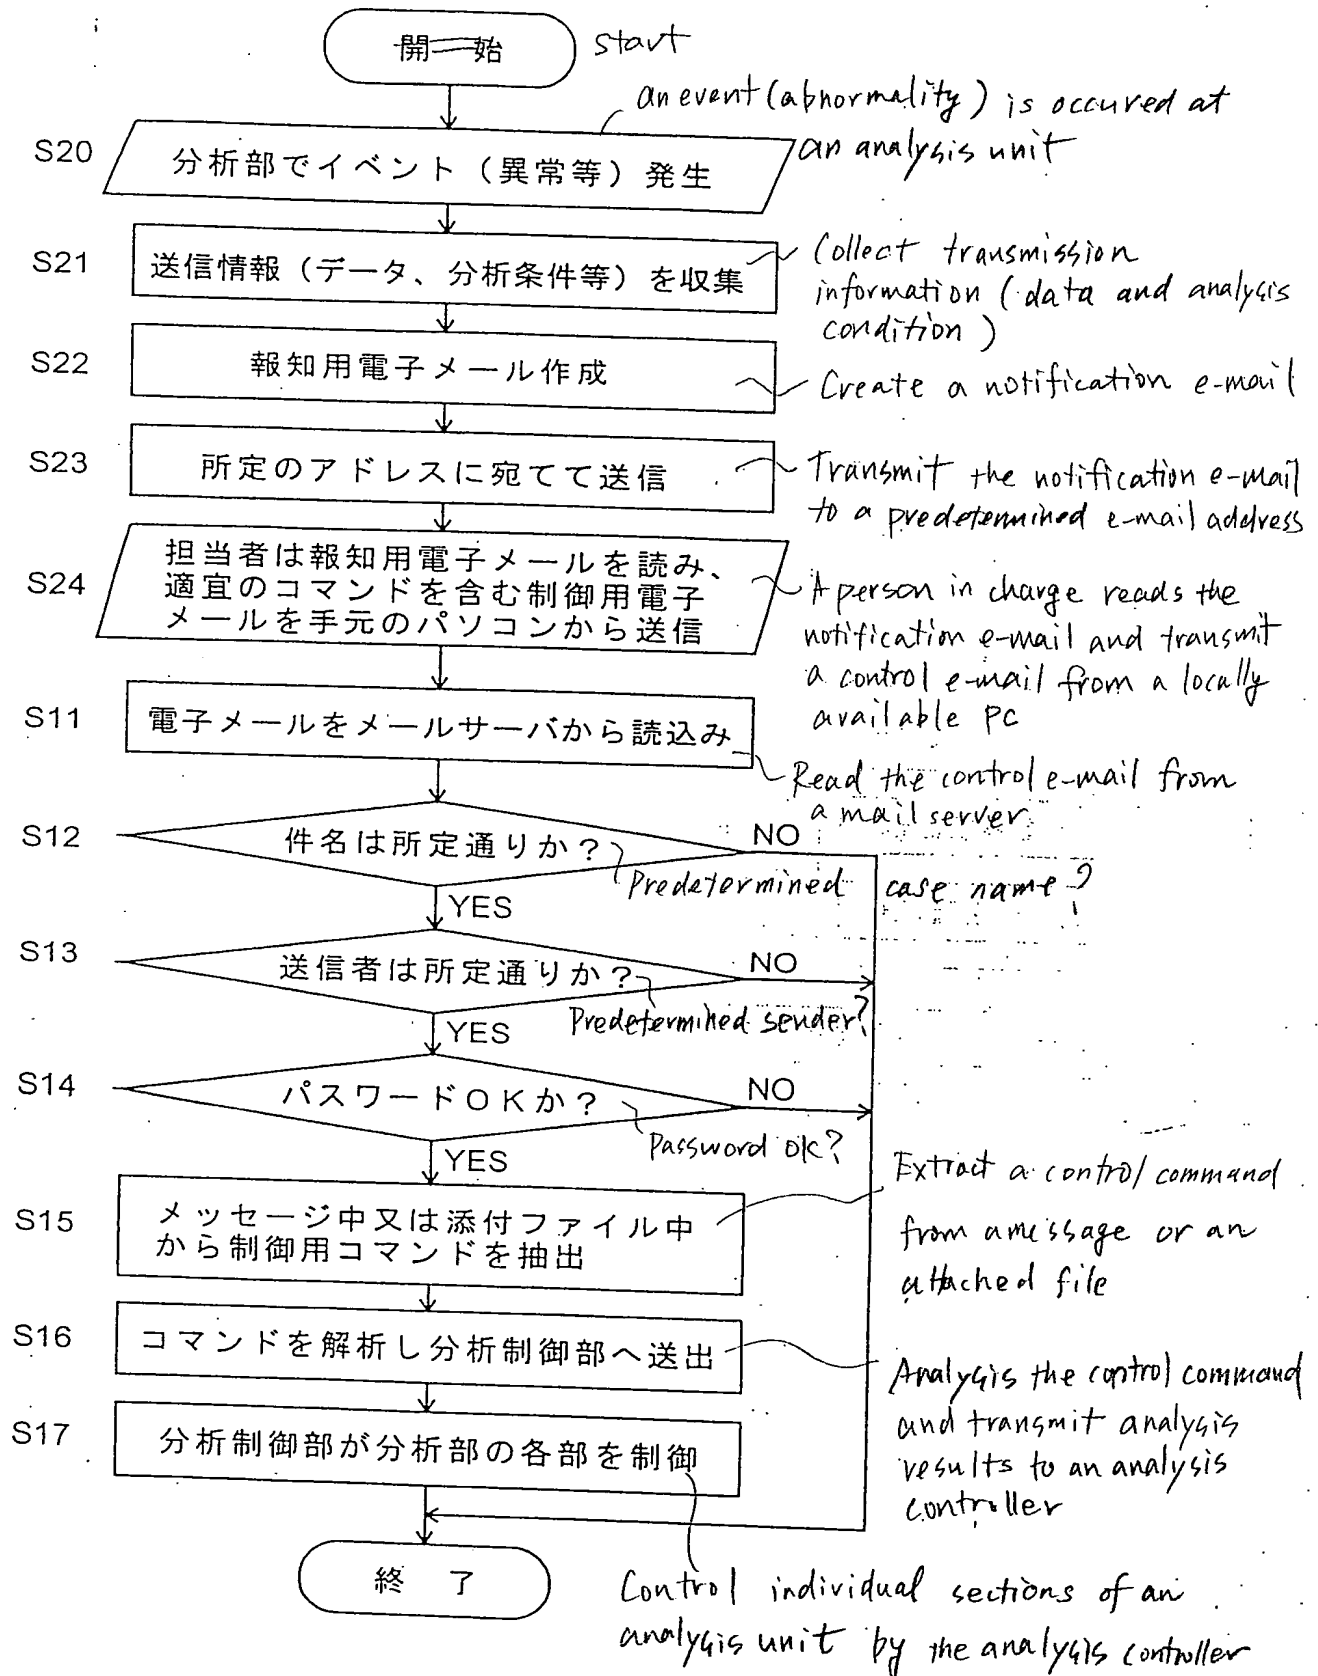 開始
start
an event (abnormality) is occured at
an analysis unit
S20
分析部でイベント（異常等）発生
S21
送信情報（データ、分析条件等）を収集
Collect transmission
information (data and analysis
condition)
S22
報知用電子メール作成
Create a notification e-mail
S23
所定のアドレスに宛てて送信
Transmit the notification e-mail
to a predetermined e-mail address
S24
担当者は報知用電子メールを読み、
適宜のコマンドを含む制御用電子
メールを手元のパソコンから送信
A person in charge reads the
notification e-mail and transmit
a control e-mail from a locally
available PC
S11
電子メールをメールサーバから読込み
Read the control e-mail from
a mail server
S12
件名は所定通りか？
NO
Predetermined case name?
YES
S13
送信者は所定通りか？
NO
Predetermined sender?
YES
S14
パスワードＯＫか？
NO
Password ok?
YES
S15
メッセージ中又は添付ファイル中
から制御用コマンドを抽出
Extract a control command
from a message or an
attached file
S16
コマンドを解析し分析制御部へ送出
Analysis the control command
and transmit analysis
results to an analysis
controller
S17
分析制御部が分析部の各部を制御
終了
Control individual sections of an
analysis unit by the analysis controller